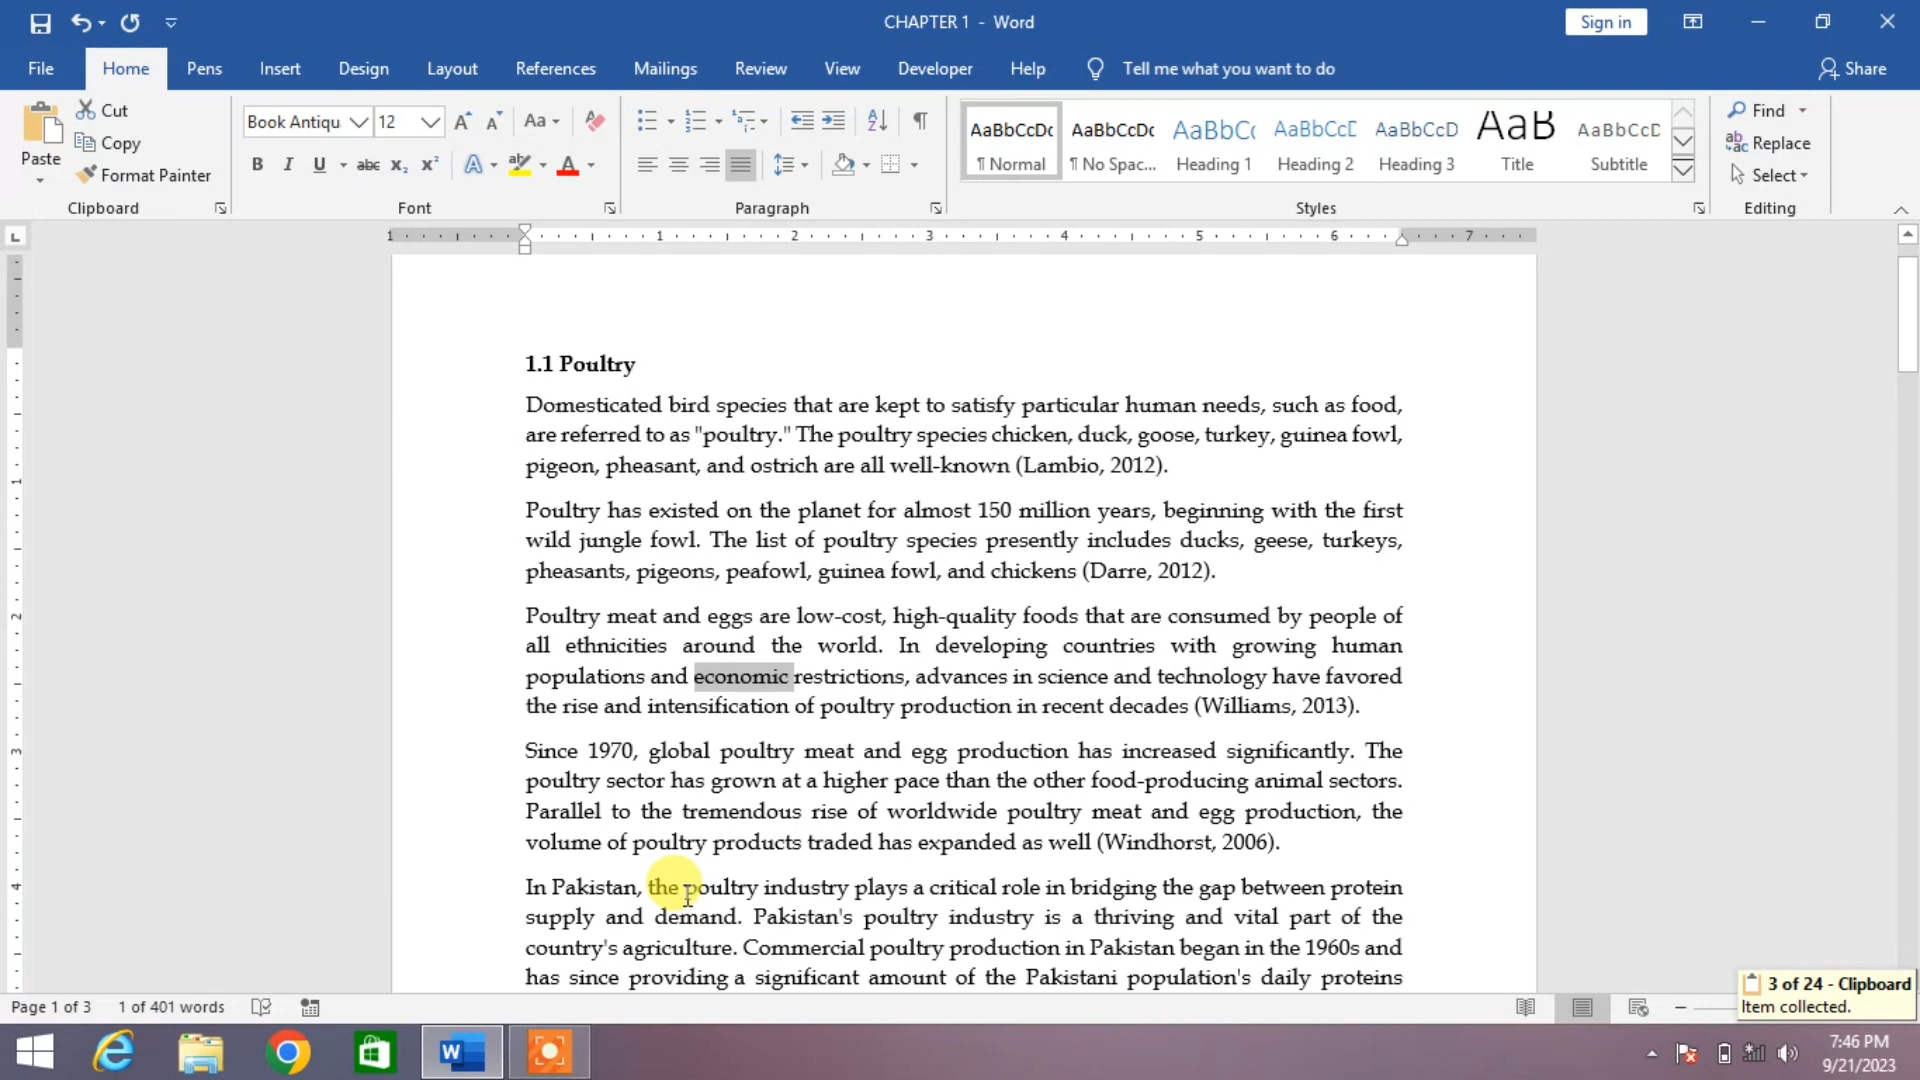 CHAPTER 1 - Word
Sign in
File
Home
Pens
Insert
Design
Layout
References
Mailings
Review
View
Developer
Help
Tell me what you want to do
Share
Paste
Cut
Copy
Format Painter
Clipboard
Book Antiqu
12
Font
Paragraph
AaBbCcDc
¶ Normal
AaBbCcDc
¶ No Spac...
AaBbC(
Heading 1
AaBbCcE
Heading 2
AaBbCcD
Heading 3
AaB
Title
AaBbCcD
Subtitle
Styles
Find
Replace
Select
Editing
1 1 2 3 4 5 6 7
1.1 Poultry
Domesticated bird species that are kept to satisfy particular human needs, such as food,
are referred to as "poultry." The poultry species chicken, duck, goose, turkey, guinea fowl,
pigeon, pheasant, and ostrich are all well-known (Lambio, 2012).
Poultry has existed on the planet for almost 150 million years, beginning with the first
wild jungle fowl. The list of poultry species presently includes ducks, geese, turkeys,
pheasants, pigeons, peafowl, guinea fowl, and chickens (Darre, 2012).
Poultry meat and eggs are low-cost, high-quality foods that are consumed by people of
all ethnicities around the world. In developing countries with growing human
populations and economic restrictions, advances in science and technology have favored
the rise and intensification of poultry production in recent decades (Williams, 2013).
Since 1970, global poultry meat and egg production has increased significantly. The
poultry sector has grown at a higher pace than the other food-producing animal sectors.
Parallel to the tremendous rise of worldwide poultry meat and egg production, the
volume of poultry products traded has expanded as well (Windhorst, 2006).
In Pakistan, the poultry industry plays a critical role in bridging the gap between protein
supply and demand. Pakistan's poultry industry is a thriving and vital part of the
country's agriculture. Commercial poultry production in Pakistan began in the 1960s and
has since providing a significant amount of the Pakistani population's daily proteins
3 of 24 - Clipboard
Item collected.
Page 1 of 3
1 of 401 words
7:46 PM
9/21/2023